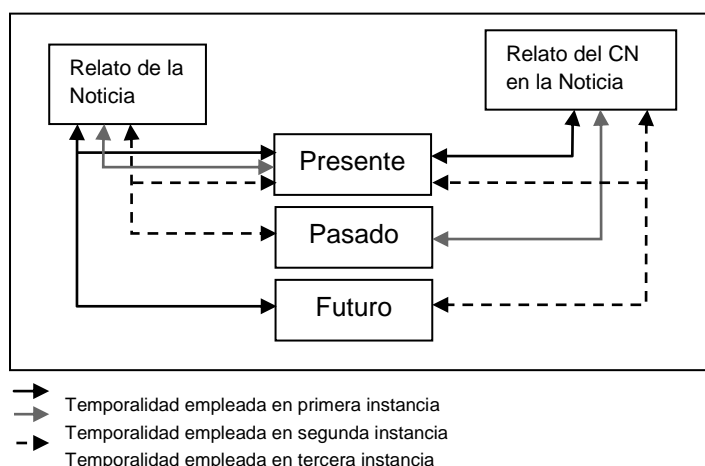 Relato de la
Noticia
Relato del CN
en la Noticia
Presente
Pasado
Futuro
Temporalidad empleada en primera instancia
Temporalidad empleada en segunda instancia
Temporalidad empleada en tercera instancia